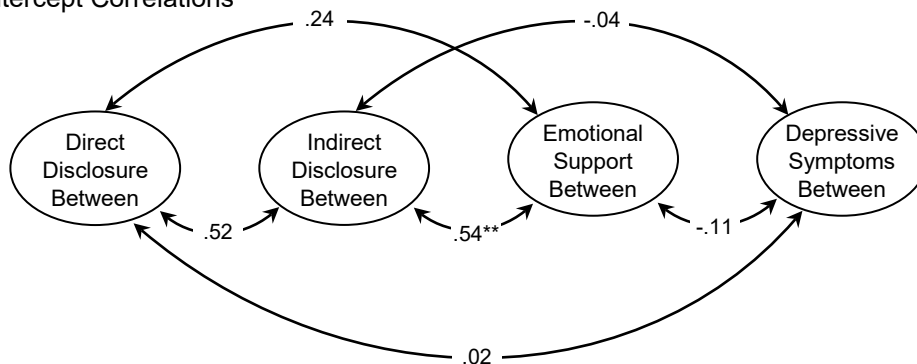 tercept Correlations
.24
-.04
Direct
Disclosure
Between
Indirect
Disclosure
Between
Emotional
Support
Between
Depressive
Symptoms
Between
.52
.54**
-.11
.02